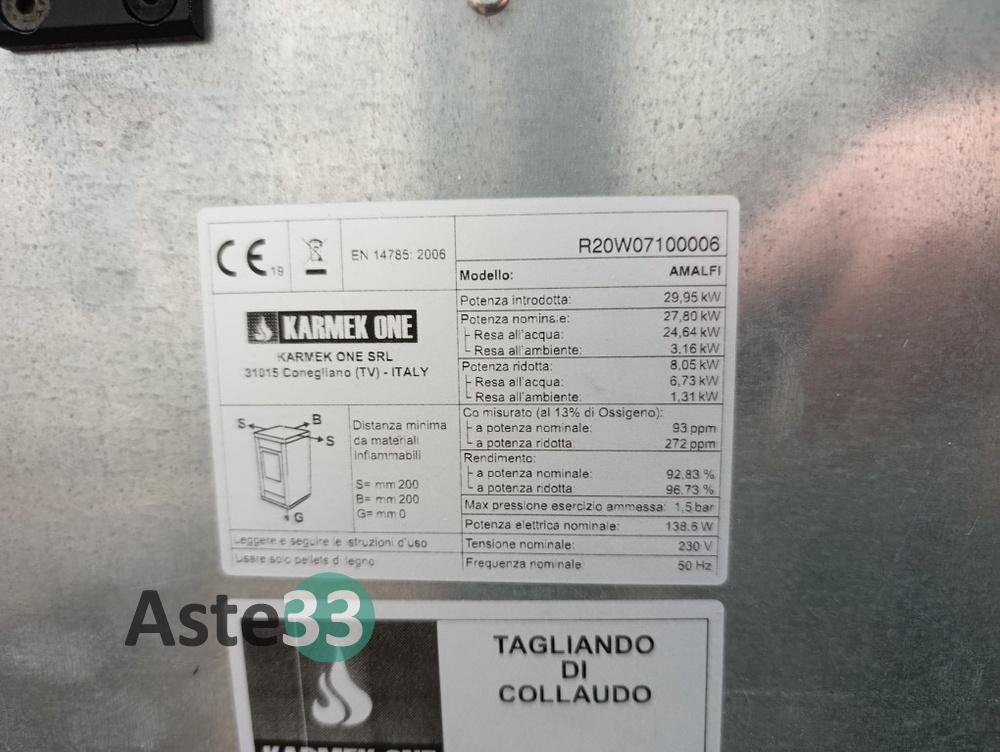 CE 19
EN 14785: 2006
KARMEK ONE
KARMEK ONE SRL
31015 Conegliano (TV) - ITALY
S B S G
Distanza minima
da materiali
infiammabili
S= mm 200
B= mm 200
G= mm 0
Leggere e seguire le istruzioni d'uso
Usare solo pellets di legno
R20W07100006
Modello: AMALFI
Potenza introdotta: 29,95 kW
Potenza nominale: 27,80 kW
Resa all'acqua: 24,64 kW
Resa all'ambiente: 3,16 kW
Potenza ridotta: 8,05 kW
Resa all'acqua: 6,73 kW
Resa all'ambiente: 1,31 kW
Co misurato (al 13% di Ossigeno):
a potenza nominale: 93 ppm
a potenza ridotta: 272 ppm
Rendimento:
a potenza nominale: 92,83 %
a potenza ridotta: 96,73 %
Max pressione esercizio ammessa: 1,5 bar
Potenza elettrica nominale: 138,6 W
Tensione nominale: 230 V
Frequenza nominale 50 Hz
Aste33
TAGLIANDO
DI
COLLAUDO
KARMEK ONE